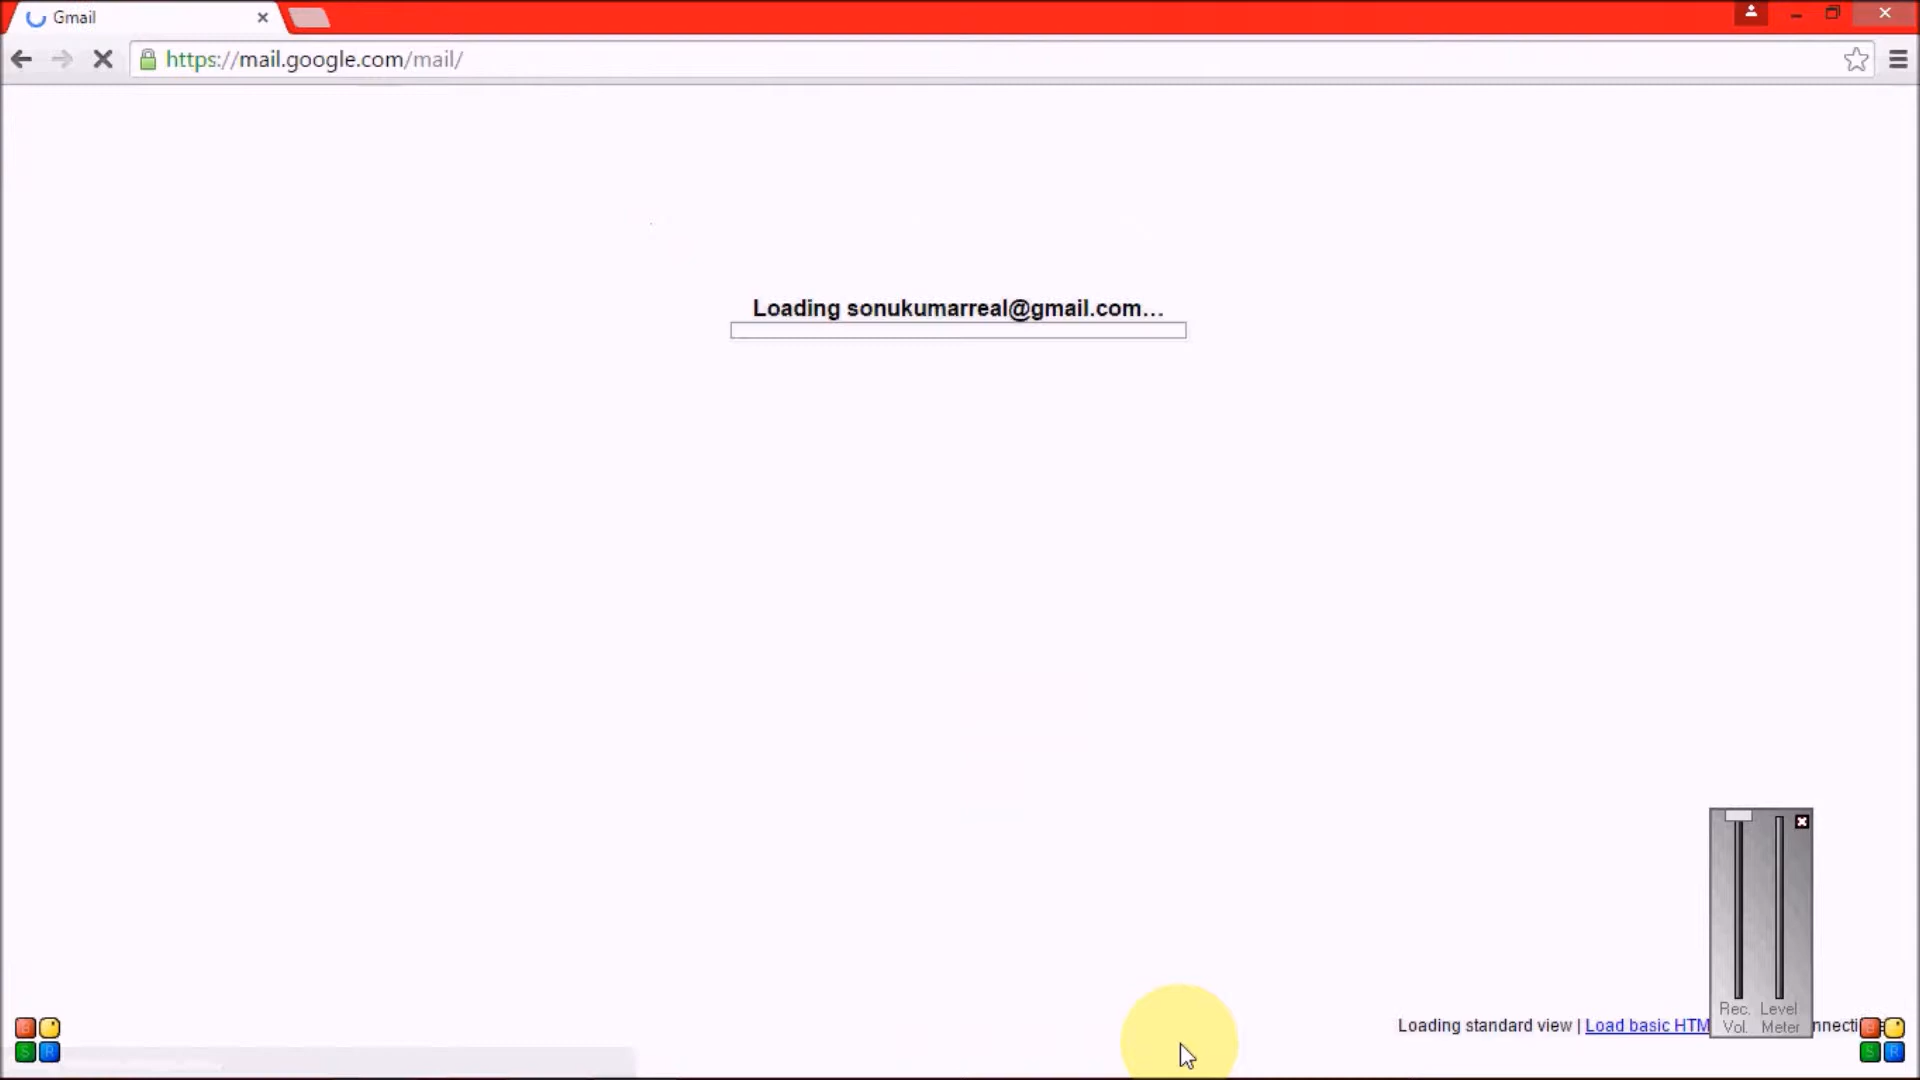 Gmail
https://mail.google.com/mail/
Loading sonukumarreal@gmail.com...
Rec. Level
Vol. Meter
Loading standard view | Load basic HTM